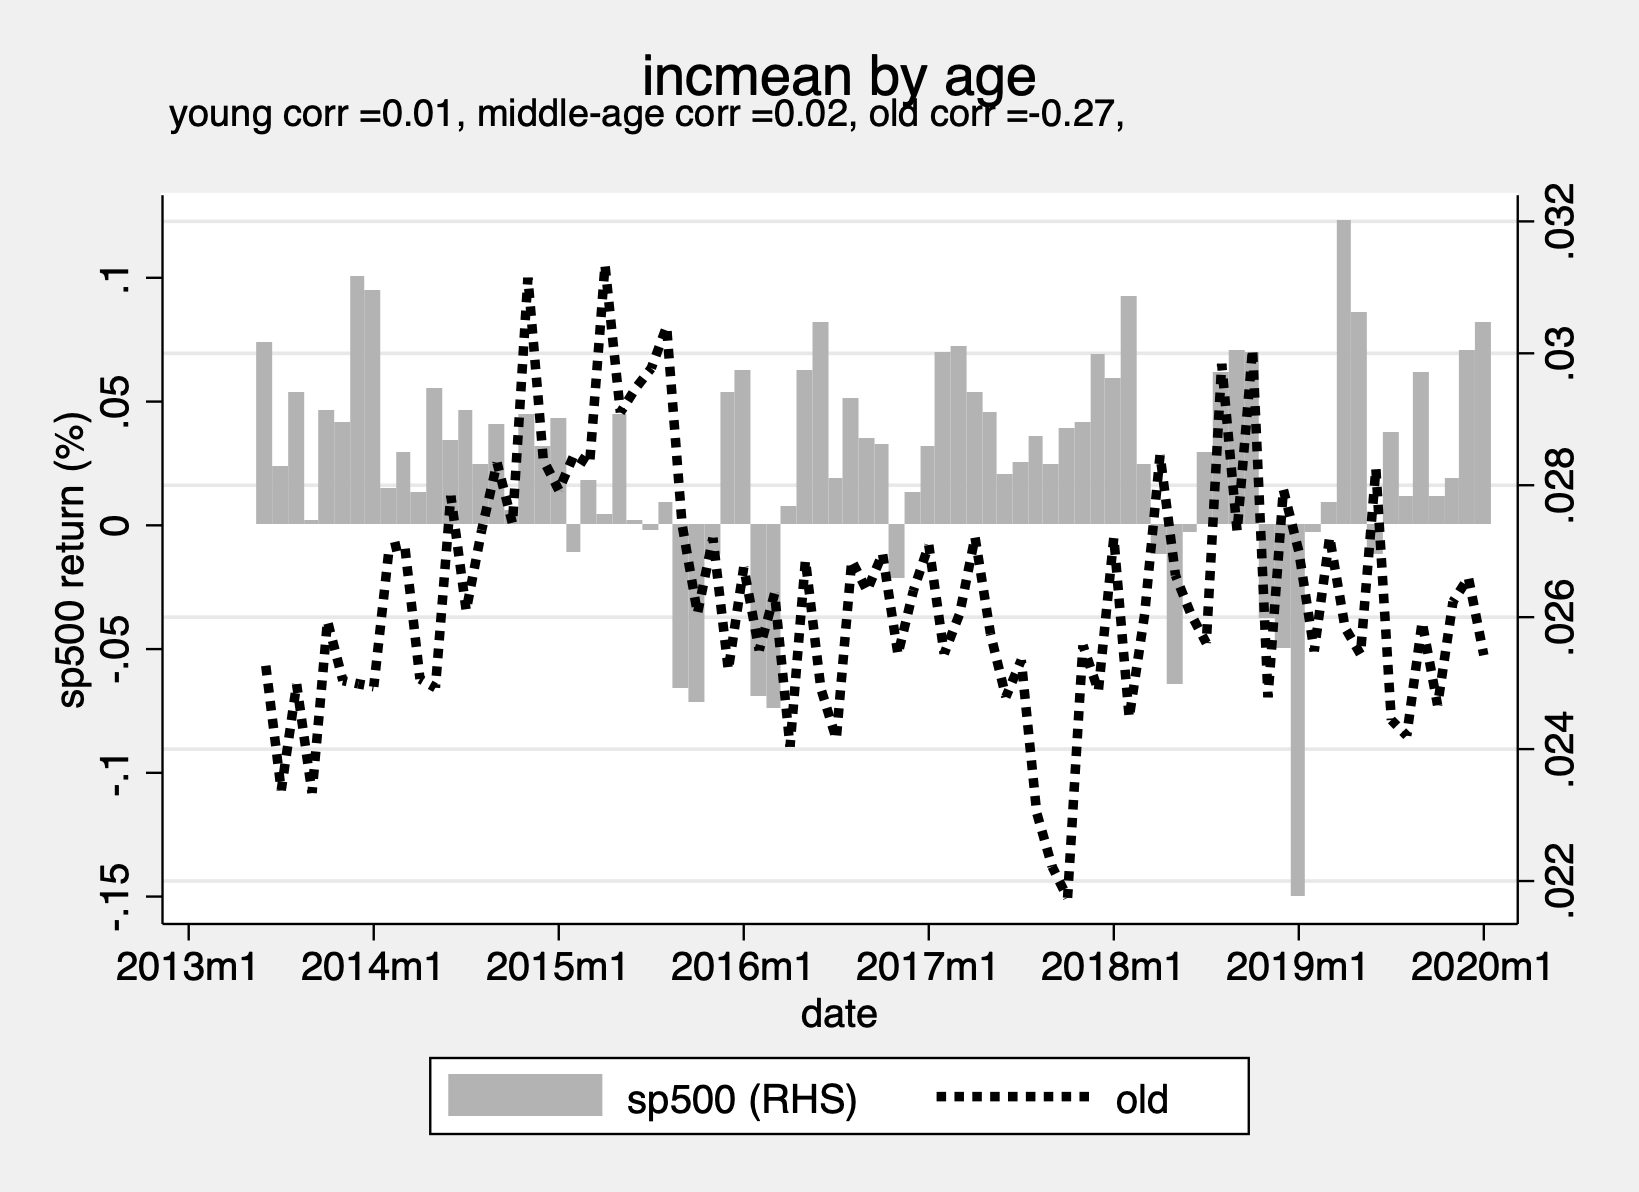 incmean by age
young corr =0.01, middle-age corr =0.02, old corr =-0.27,
sp500 return (%)
.1
.05
0
-.05
-.1
-.15
.032
.03
.028
.026
.024
.022
2013m1 2014m1 2015m1 2016m1 2017m1 2018m1 2019m1 2020m1
date
sp500 (RHS) old